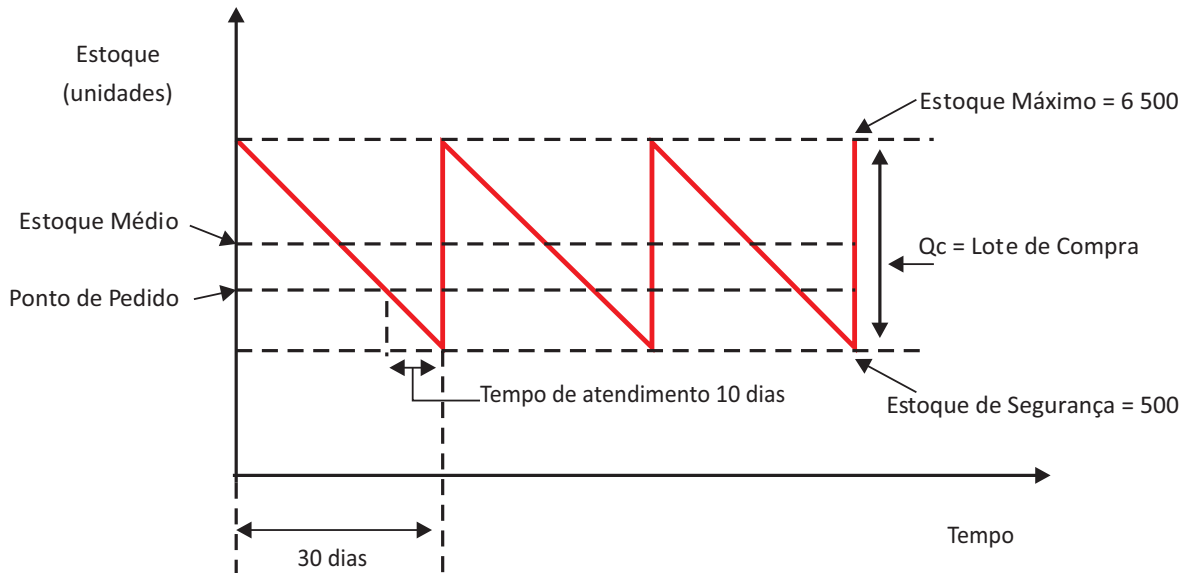 Estoque
(unidades)
Estoque Máximo = 6 500
Estoque Médio
Qc = Lote de Compra
Ponto de Pedido
Tempo de atendimento 10 dias
Estoque de Segurança = 500
Tempo
30 dias